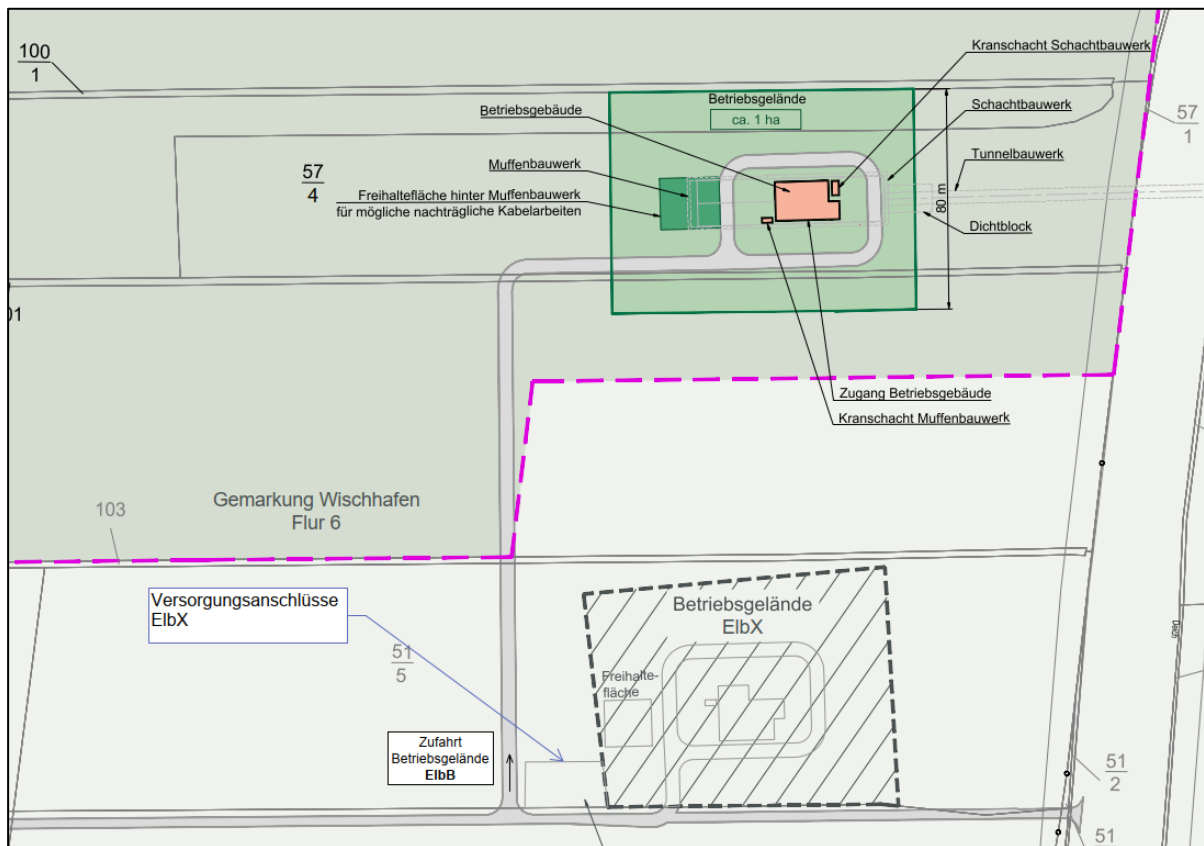 100
1
Kranschacht Schachtbauwerk
Betriebsgelände
ca. 1 ha
Betriebsgebäude
Schachtbauwerk
57
1
Muffenbauwerk
Tunnelbauwerk
57
4
Freihaltefläche hinter Muffenbauwerk
für mögliche nachträgliche Kabelarbeiten
80 m
Dichtblock
01
Zugang Betriebsgebäude
Kranschacht Muffenbauwerk
Gemarkung Wischhafen
Flur 6
103
Versorgungsanschlüsse
ElbX
Betriebsgelände
ElbX
51
5
Freihalte-
fläche
Deich
Zufahrt
Betriebsgelände
ElbB
51
2
51